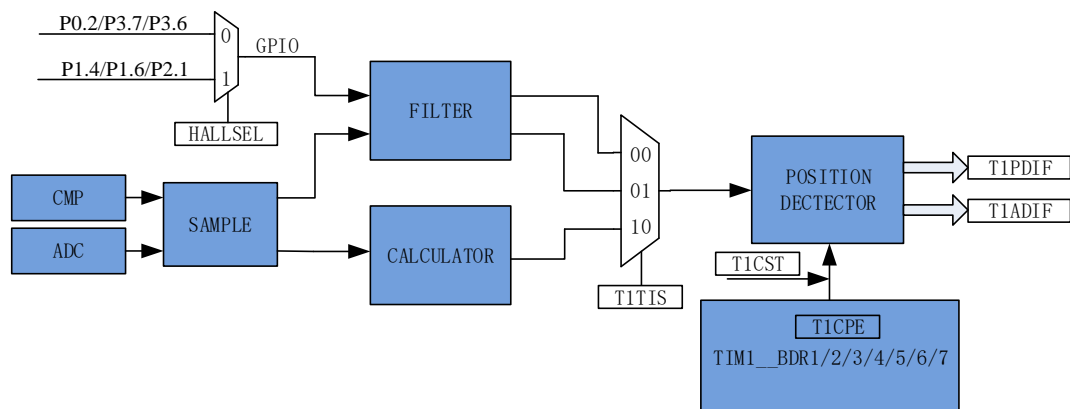 P0.2/P3.7/P3.6
0
GPIO
P1.4/P1.6/P2.1
1
HALLSEL
FILTER
CMP
ADC
SAMPLE
CALCULATOR
00
01
10
T1TIS
POSITION
DECTECTOR
T1PDIF
T1ADIF
T1CST
T1CPE
TIM1__BDR1/2/3/4/5/6/7